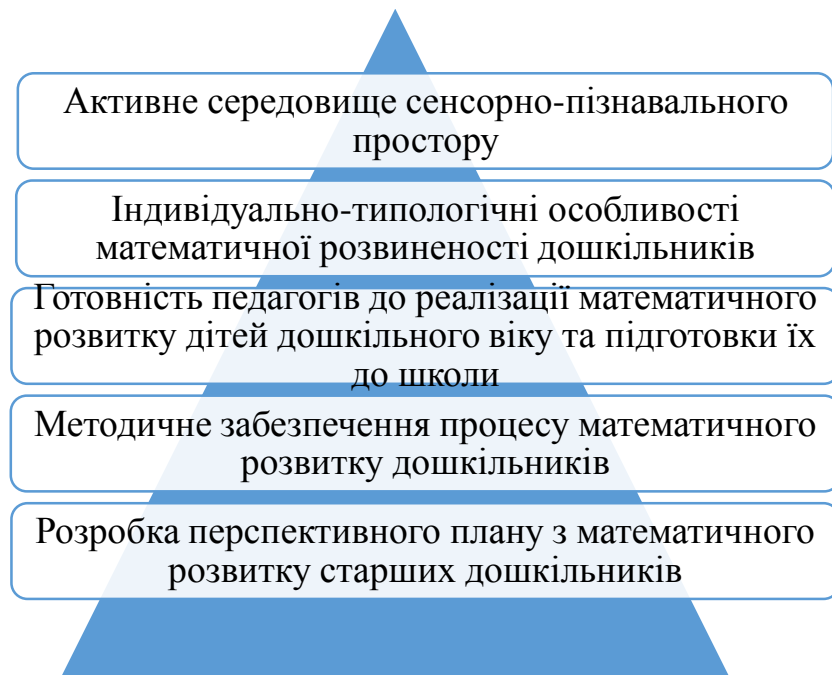 Активне середовище сенсорно-пізнавального
простору
Індивідуально-типологічні особливості
математичної розвиненості дошкільників
Готовність педагогів до реалізації математичного
розвитку дітей дошкільного віку та підготовки їх
до школи
Методичне забезпечення процесу математичного
розвитку дошкільників
Розробка перспективного плану з математичного
розвитку старших дошкільників